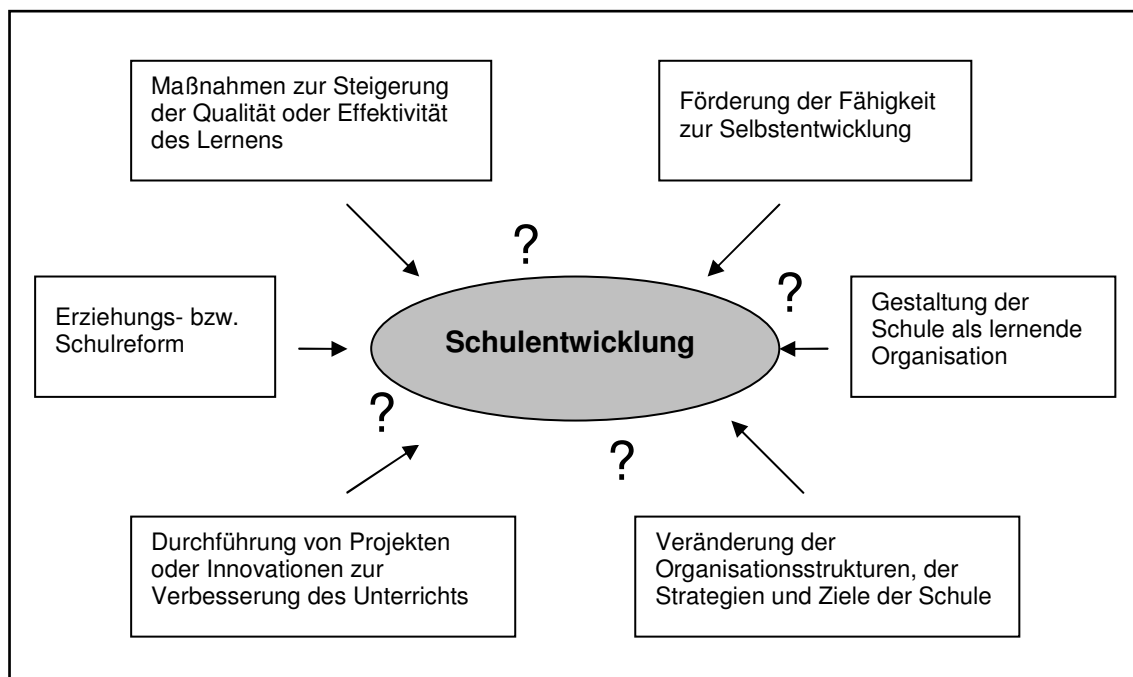 Maßnahmen zur Steigerung
der Qualität oder Effektivität
des Lernens
Förderung der Fähigkeit
zur Selbstentwicklung
?
?
Erziehungs- bzw.
Schulreform
Schulentwicklung
Gestaltung der
Schule als lernende
Organisation
?
?
Durchführung von Projekten
oder Innovationen zur
Verbesserung des Unterrichts
Veränderung der
Organisationsstrukturen, der
Strategien und Ziele der Schule